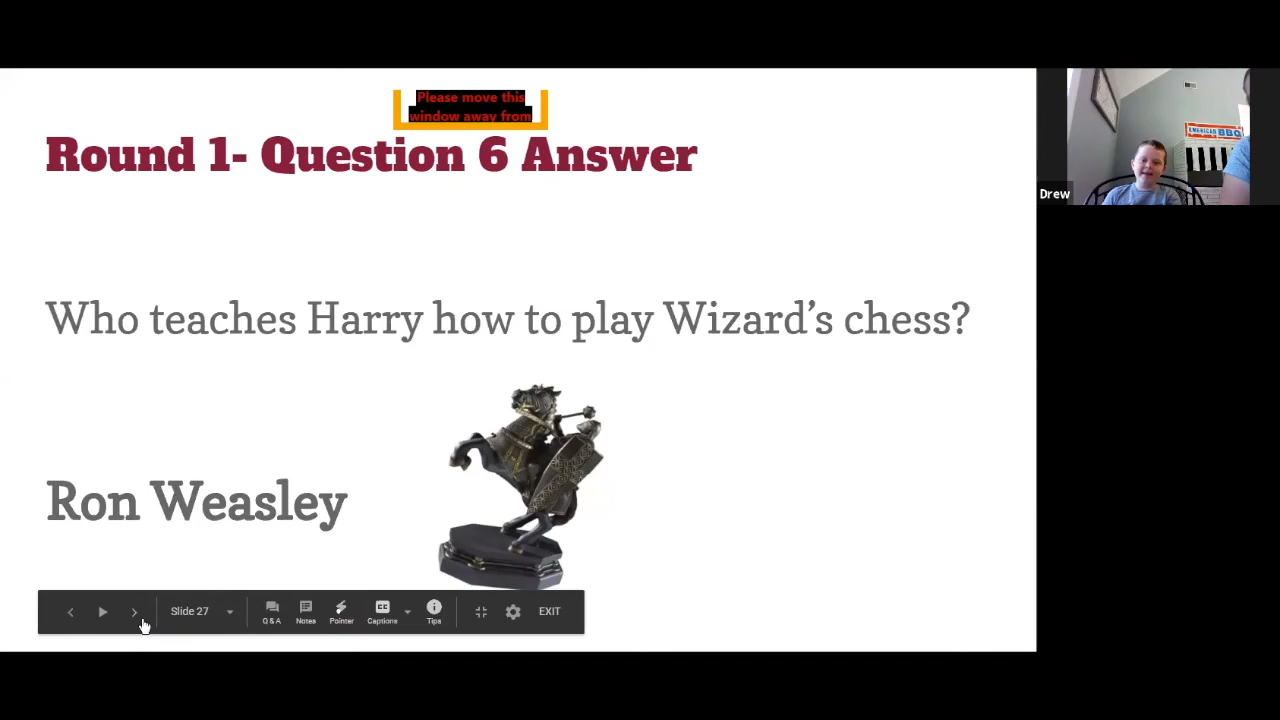 Please move this
window away from
Round 1- Question 6 Answer
AMERICAN BBQ
Drew
Who teaches Harry how to play Wizard’s chess?
Ron Weasley
Slide 27
Q & A
Notes
Pointer
CC
Captions
Tips
EXIT